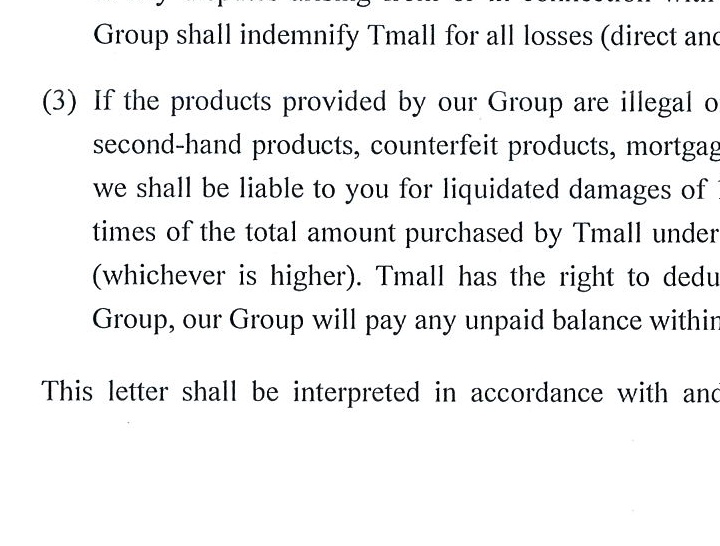 Group shall indemnify Tmall for all losses (direct and
(3) If the products provided by our Group are illegal o
second-hand products, counterfeit products, mortgag
we shall be liable to you for liquidated damages of
times of the total amount purchased by Tmall under
(whichever is higher). Tmall has the right to dedu
Group, our Group will pay any unpaid balance within
This letter shall be interpreted in accordance with and